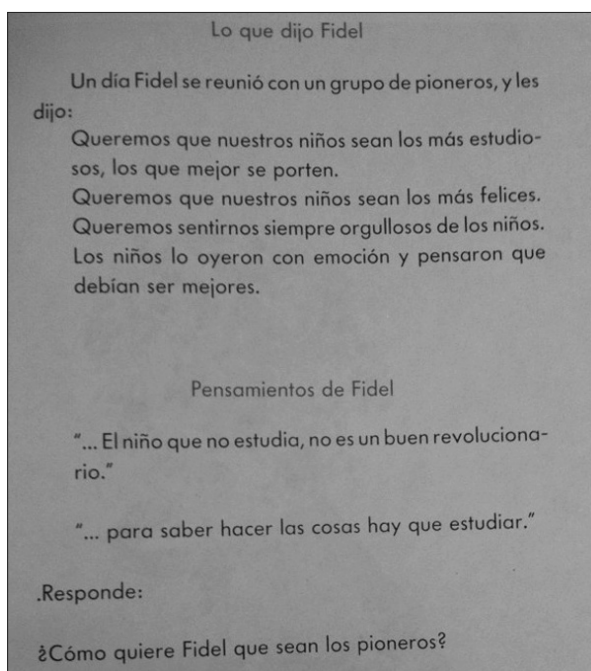 Lo que dijo Fidel
Un día Fidel se reunió con un grupo de pioneros, y les
dijo:
Queremos que nuestros niños sean los más estudio-
sos, los que mejor se porten.
Queremos que nuestros niños sean los más felices.
Queremos sentirnos siempre orgullosos de los niños.
Los niños lo oyeron con emoción y pensaron que
debían ser mejores.
Pensamientos de Fidel
"... El niño que no estudia, no es un buen revoluciona-
rio."
"... para saber hacer las cosas hay que estudiar."
.Responde:
¿Cómo quiere Fidel que sean los pioneros?